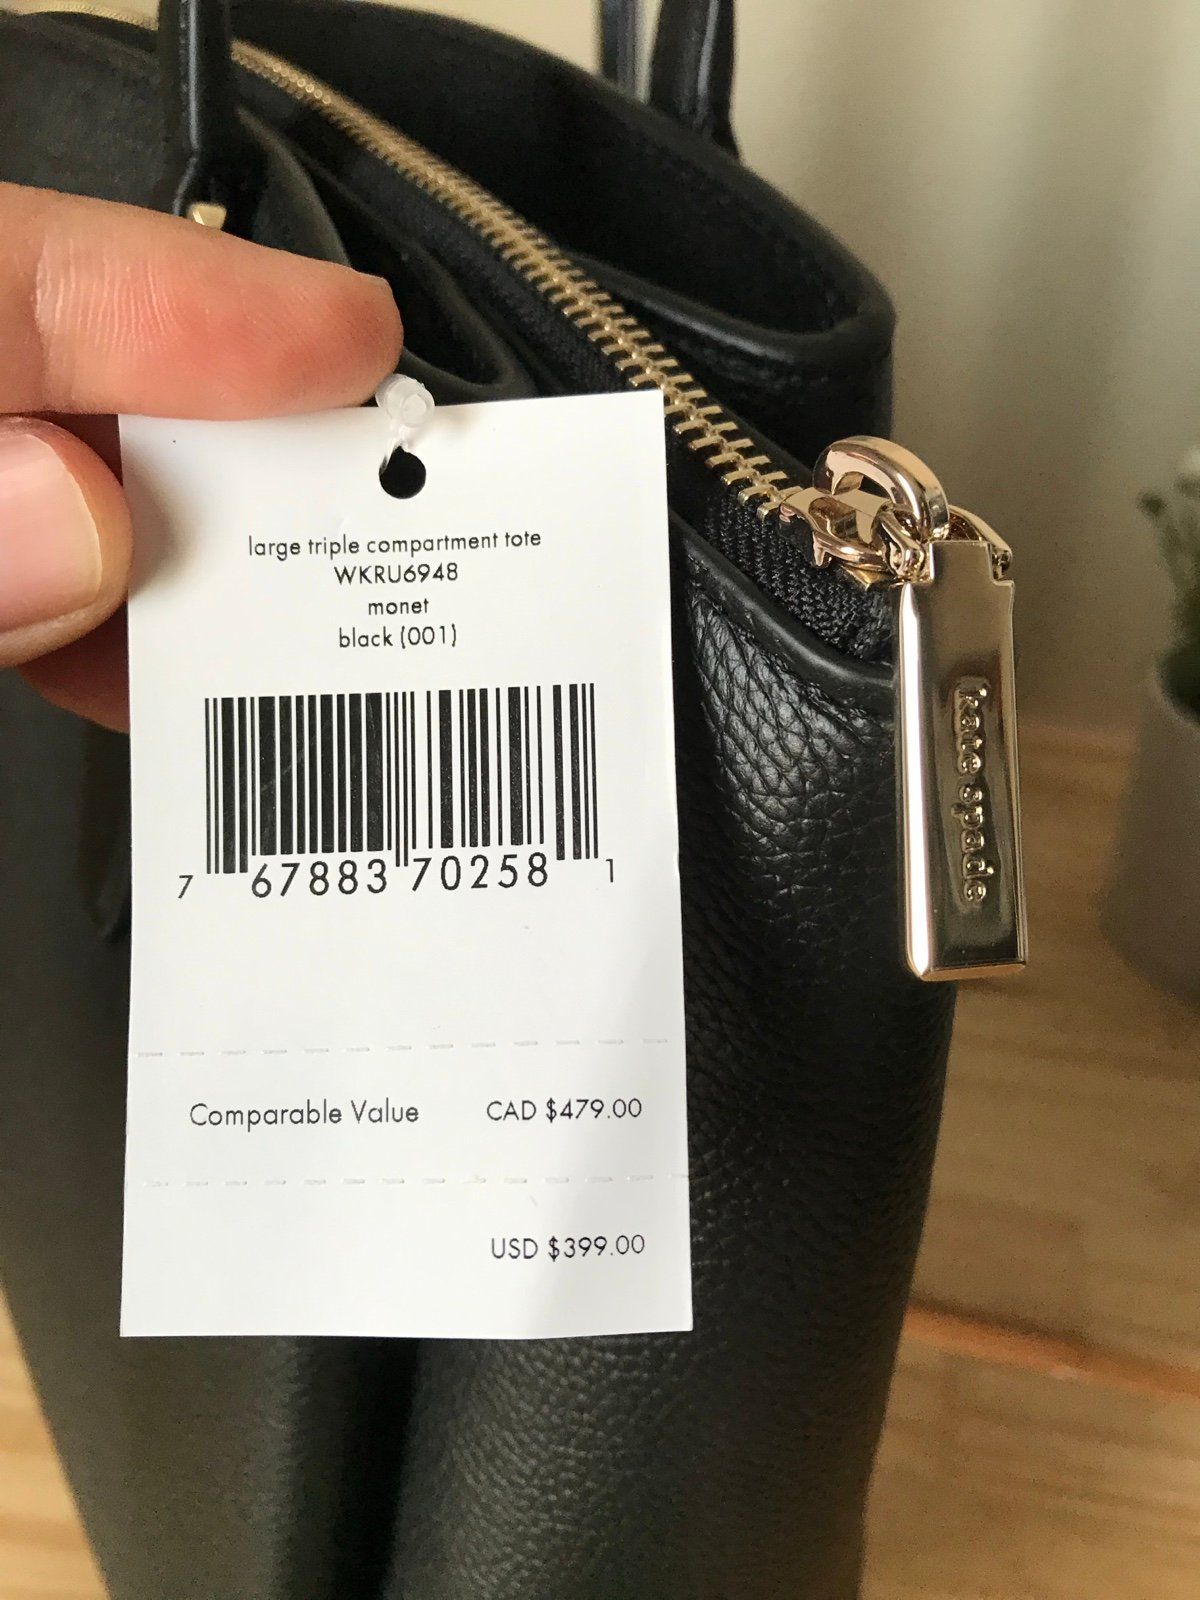 large triple compartment tote
WKRU6948
monet
black (001)
7 67883 70258 1
Comparable Value CAD $479.00
USD $399.00
kate spade